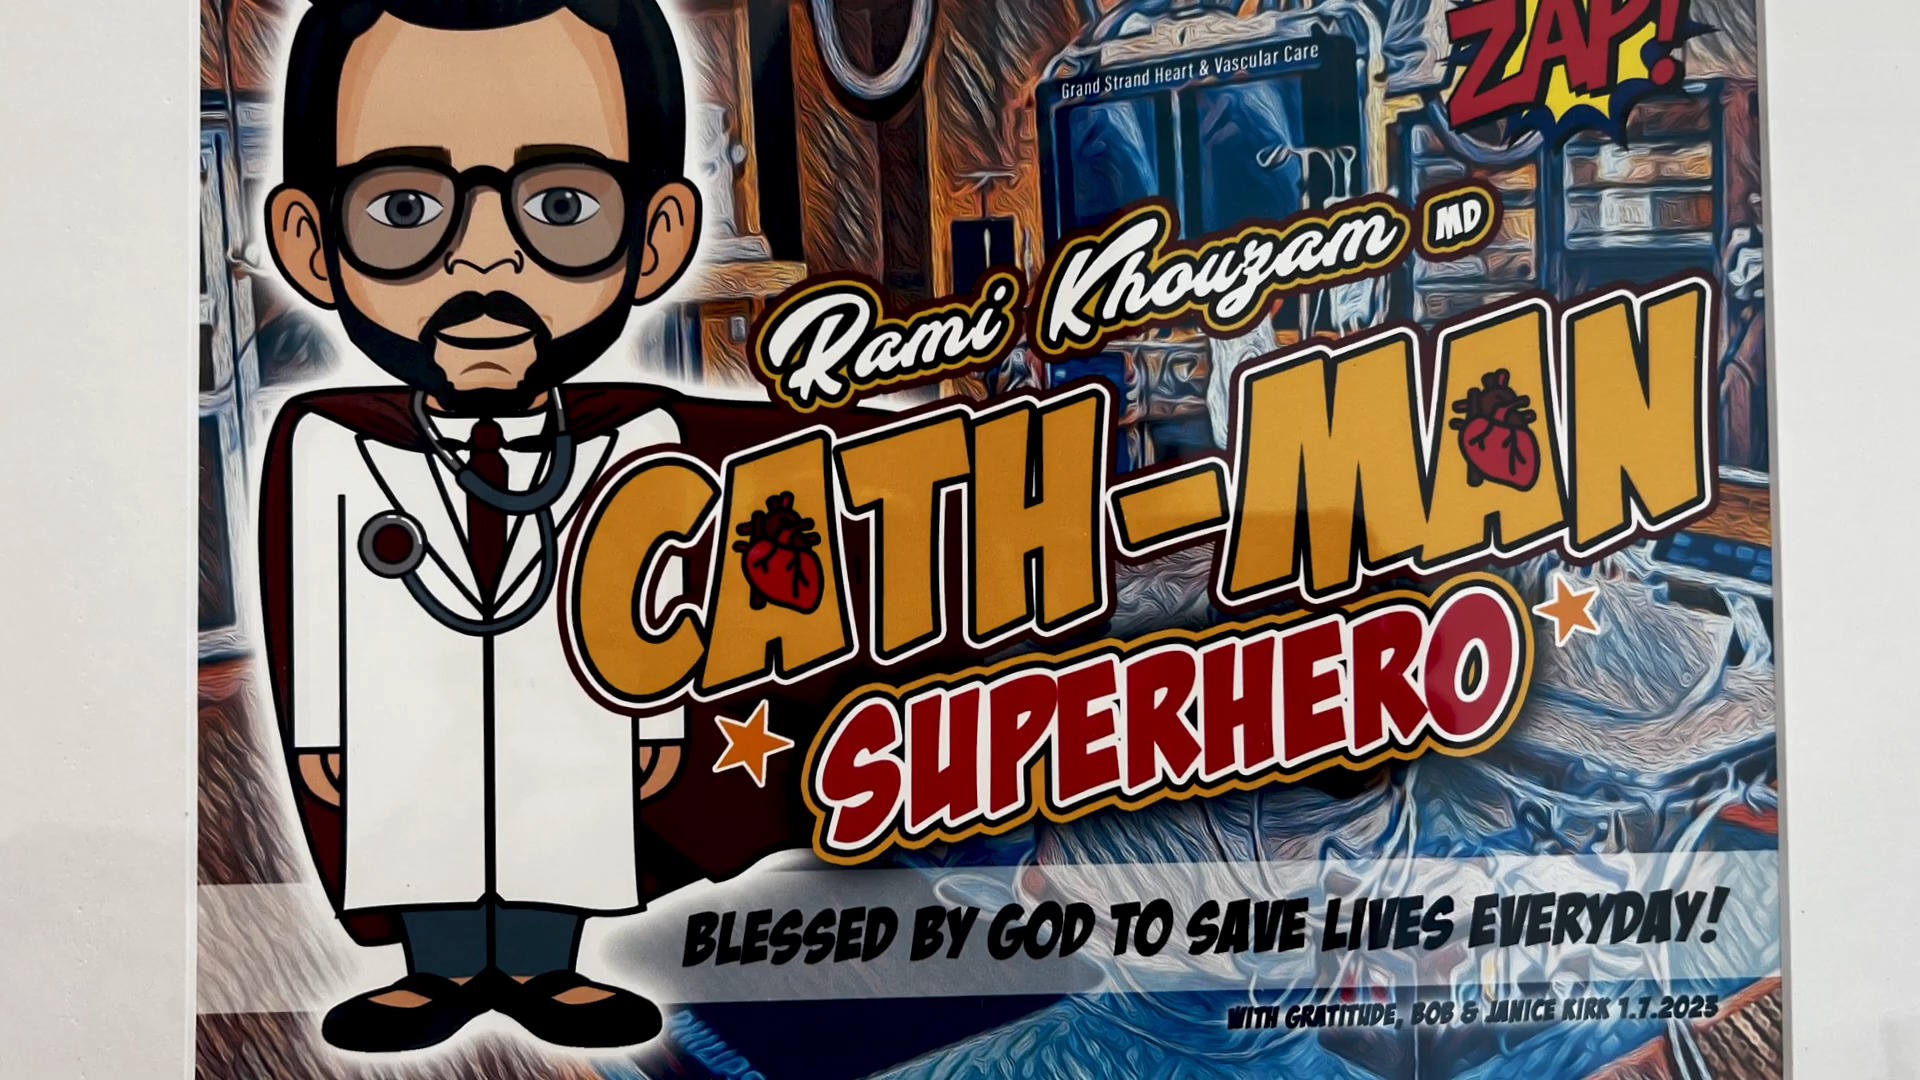 ZAP!
Grand Strand Heart & Vascular Care
Rami Khouzam MD
CATH-MAN
SUPERHERO
BLESSED BY GOD TO SAVE LIVES EVERYDAY!
WITH GRATITUDE, BOB & JANICE KIRK 1.7.2023